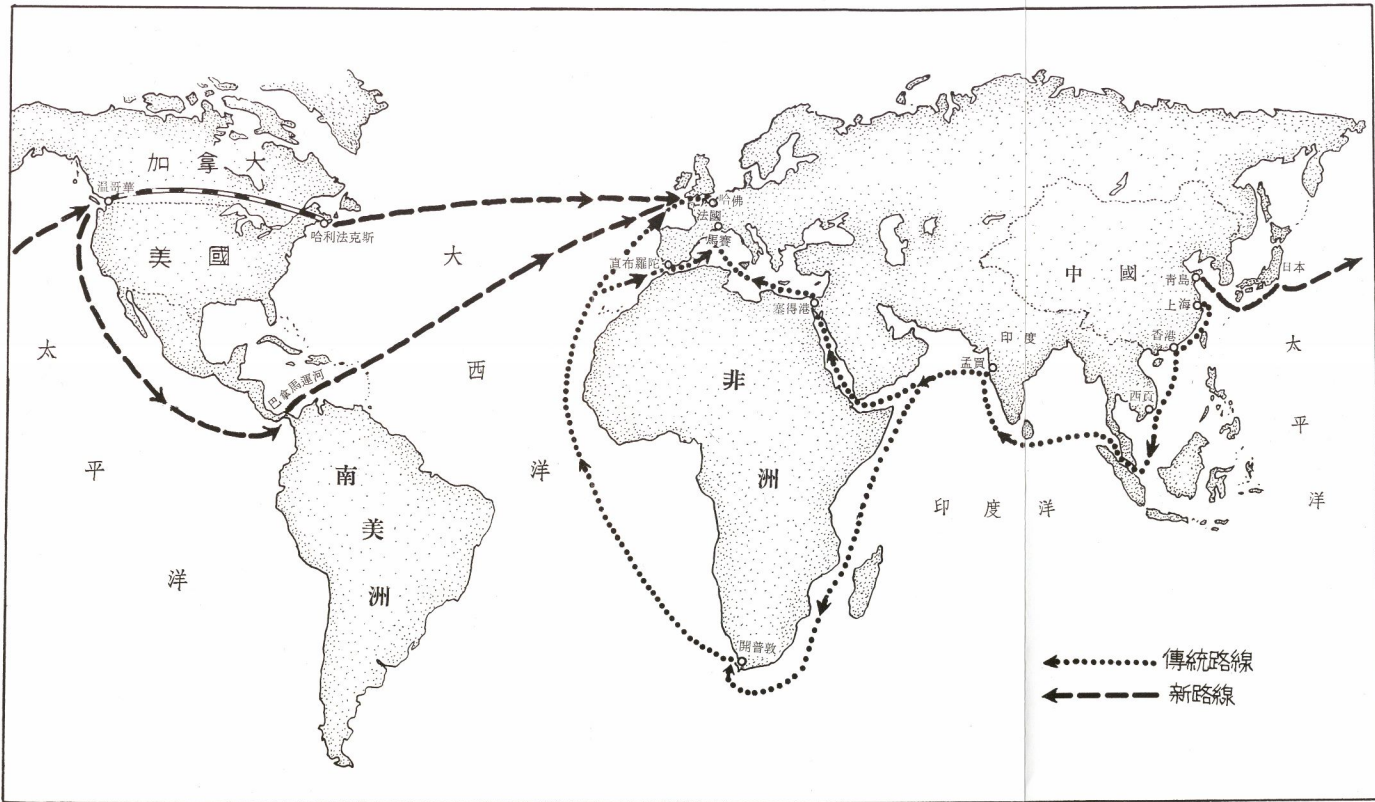 加拿大
温哥華
哈利法克斯
美國
大
西
洋
太
平
洋
巴拿馬運河
南
美
洲
哈佛
法國
馬賽
直布羅陀
塞得港
非
洲
開普敦
中國
青島
上海
香港
日本
印度
孟買
西貢
印度洋
太
平
洋
傳統路線
新路線